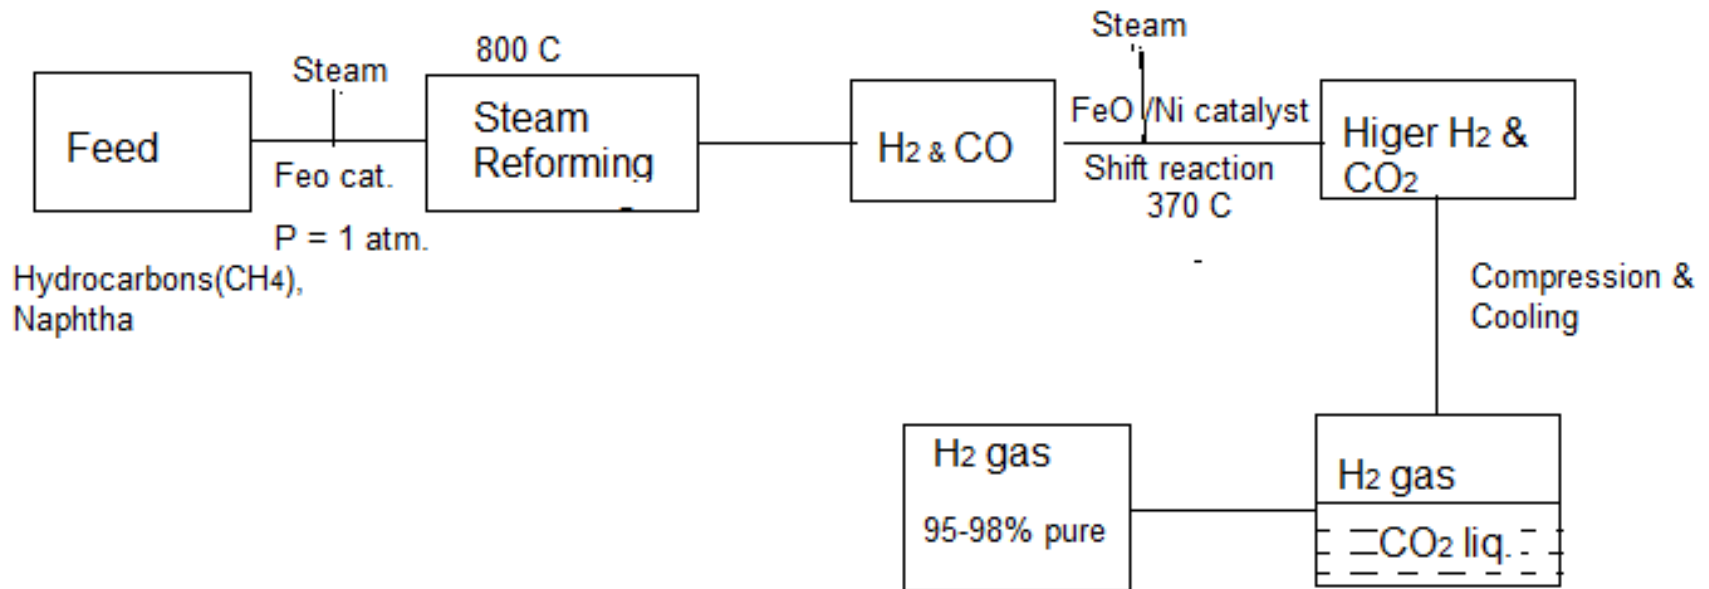 Feed
Steam
Feo cat.
P = 1 atm.
Hydrocarbons(CH4),
Naphtha
800 C
Steam
Reforming
H2 & CO
Steam
FeO /Ni catalyst
Shift reaction
370 C
Higer H2 &
CO2
Compression &
Cooling
H2 gas
CO2 liq.
H2 gas
95-98% pure